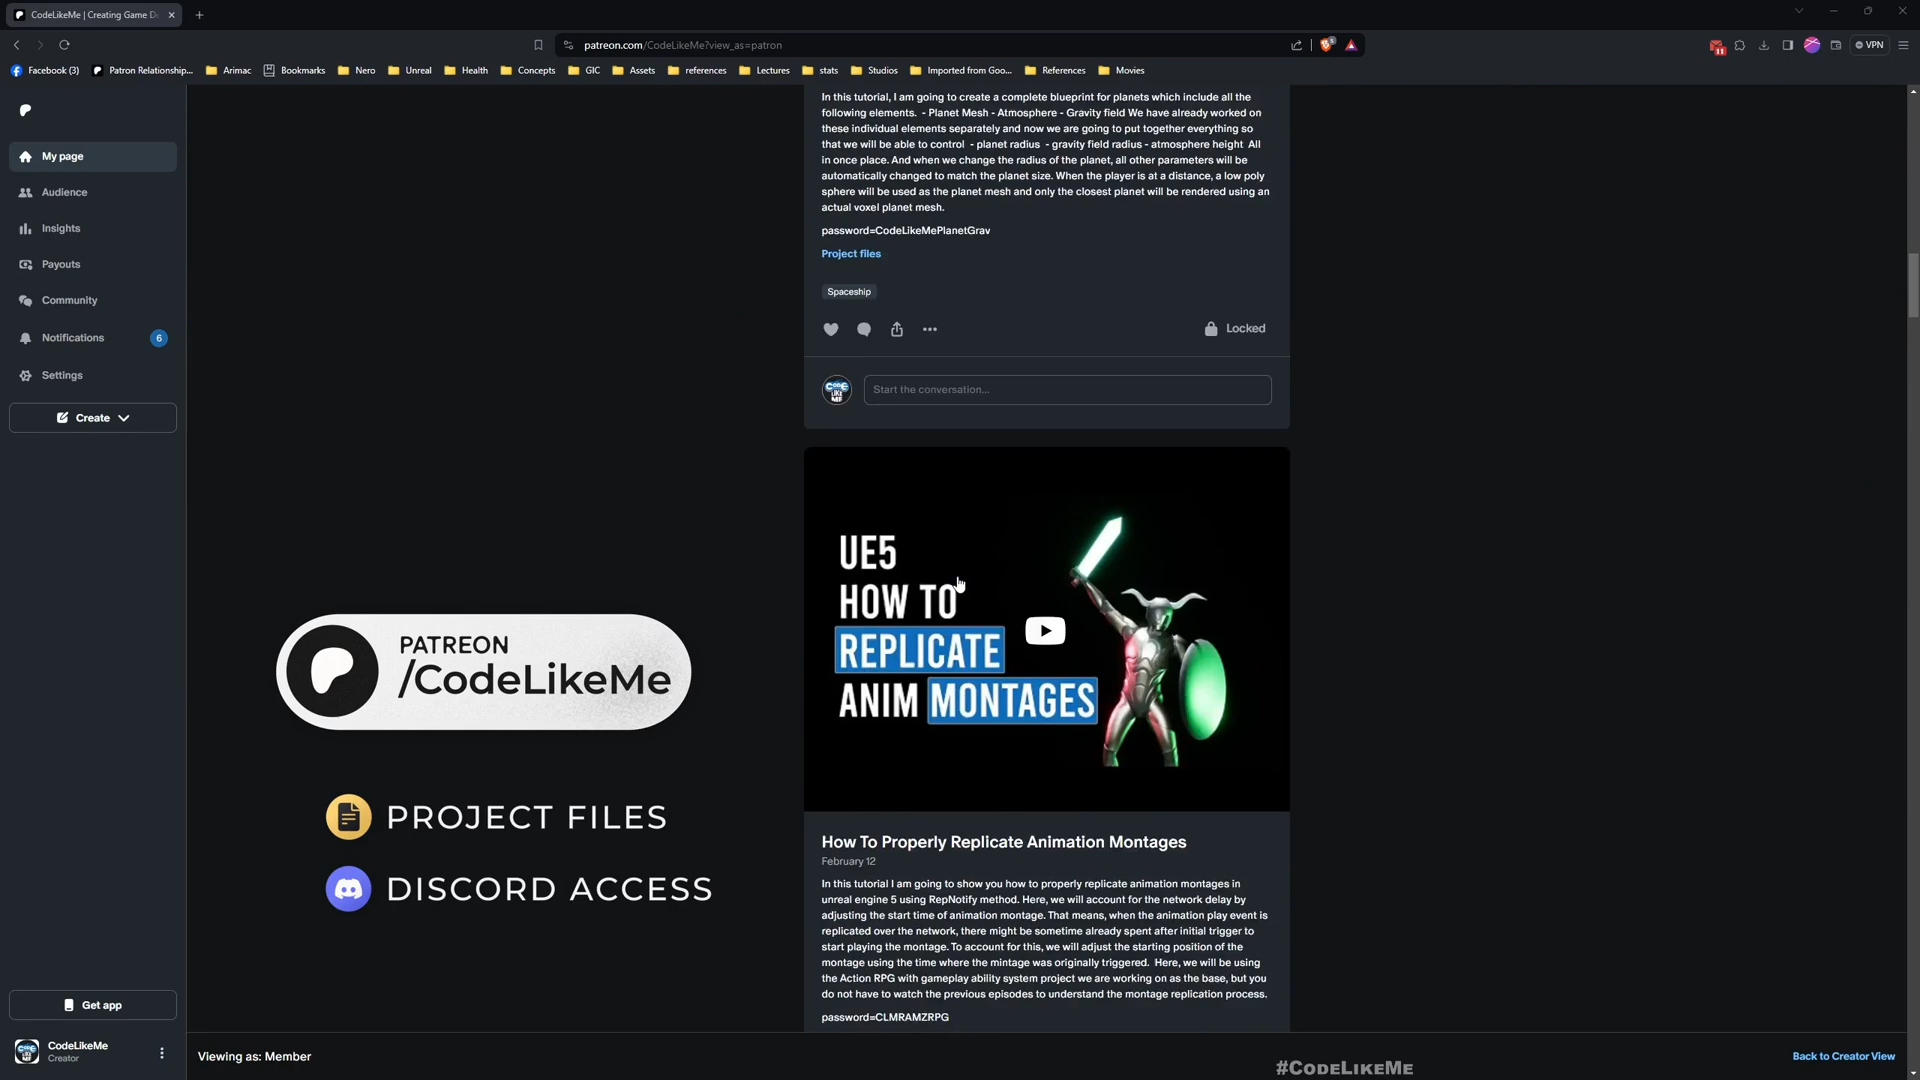 CodeLikeMe | Creating Game De
patreon.com/CodeLikeMe?view_as=patron
11
5
VPN
Facebook (3)
Patron Relationship...
Arimac
Bookmarks
Nero
Unreal
Health
Concepts
GIC
Assets
references
Lectures
stats
Studios
Imported from Goo...
References
Movies
My page
Audience
Insights
Payouts
Community
Notifications
6
Settings
Create
In this tutorial, I am going to create a complete blueprint for planets which include all the
following elements. - Planet Mesh - Atmosphere - Gravity field We have already worked on
these individual elements separately and now we are going to put together everything so
that we will be able to control - planet radius - gravity field radius - atmosphere height All
in once place. And when we change the radius of the planet, all other parameters will be
automatically changed to match the planet size. When the player is at a distance, a low poly
sphere will be used as the planet mesh and only the closest planet will be rendered using an
actual voxel planet mesh.
password=CodeLikeMePlanetGrav
Project files
Spaceship
Locked
CODE
LIKE
ME
Start the conversation...
UE5
HOW TO
REPLICATE
ANIM MONTAGES
PATREON
/CodeLikeMe
PROJECT FILES
DISCORD ACCESS
How To Properly Replicate Animation Montages
February 12
In this tutorial I am going to show you how to properly replicate animation montages in
unreal engine 5 using RepNotify method. Here, we will account for the network delay by
adjusting the start time of animation montage. That means, when the animation play event is
replicated over the network, there might be sometime already spent after initial trigger to
start playing the montage. To account for this, we will adjust the starting position of the
montage using the time where the mintage was originally triggered. Here, we will be using
the Action RPG with gameplay ability system project we are working on as the base, but you
do not have to watch the previous episodes to understand the montage replication process.
password=CLMRAMZRPG
Get app
CodeLikeMe
Creator
Viewing as: Member
Back to Creator View
#CODELIKEME